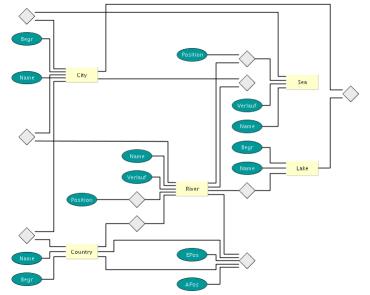 Begr
Position
City
Name
Sea
Verlauf
Name
Begr
Name
Name
Lake
Verlauf
River
Position
Country
Name
EPos
Begr
APos